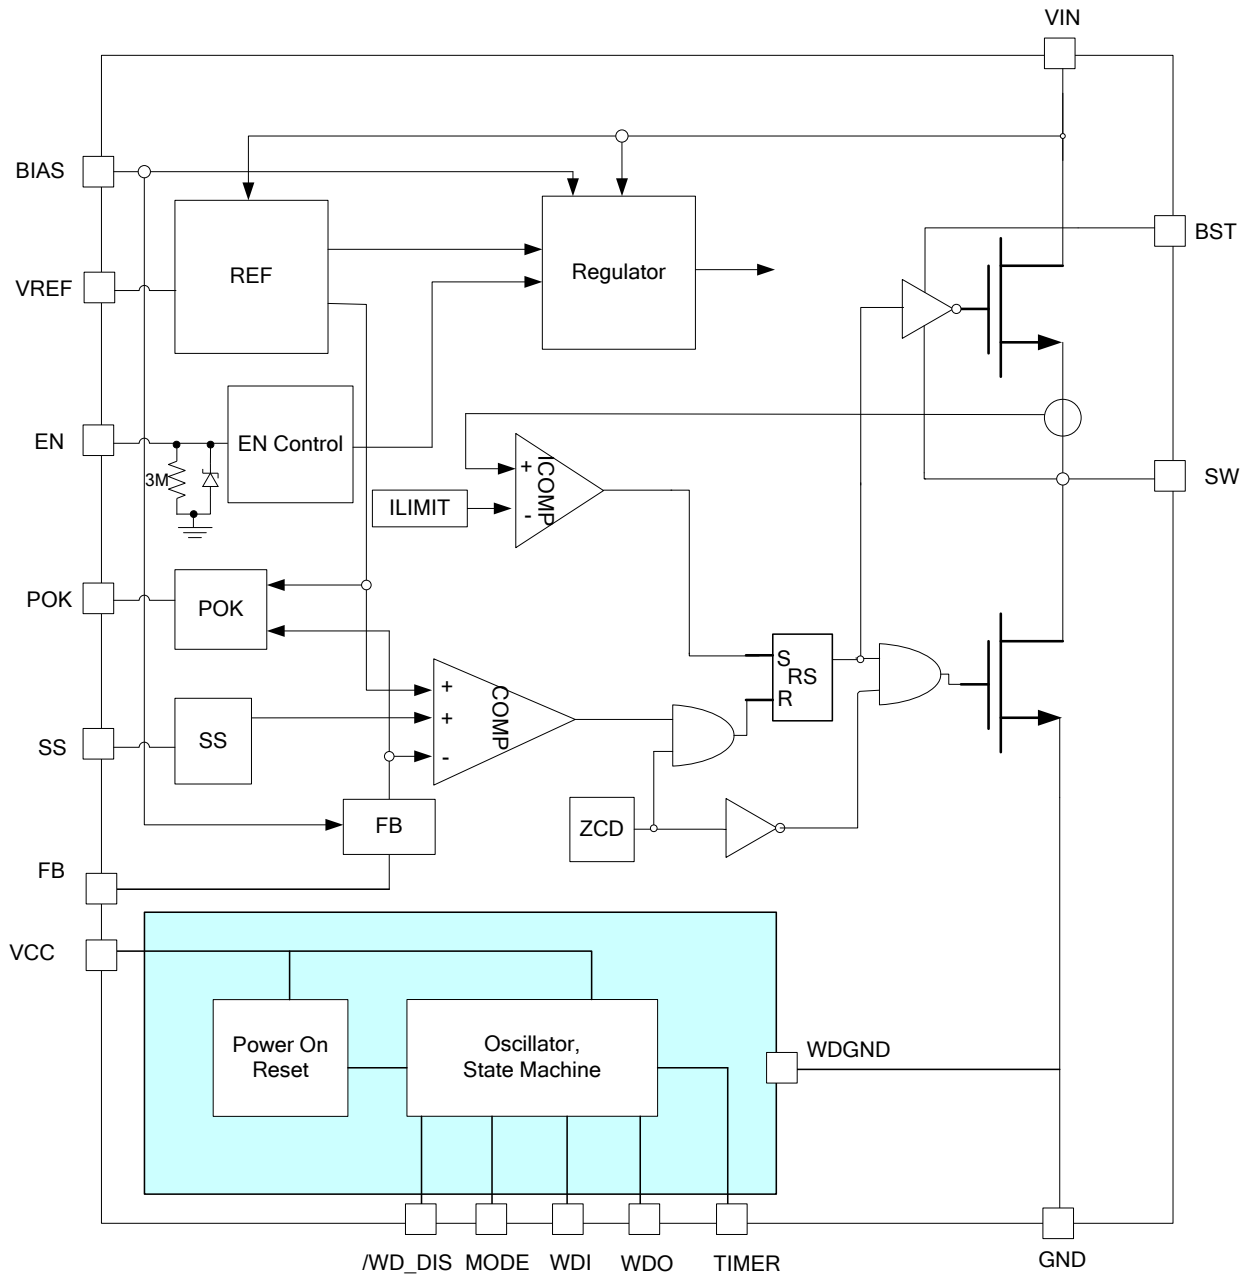 VIN
BIAS
BST
VREF
REF
Regulator
EN
EN Control
3M
ILIMIT
+
-
ICOMP
SW
POK
POK
+
+
-
COMP
S
RS
R
SS
SS
ZCD
FB
FB
VCC
Power On
Reset
Oscillator,
State Machine
WDGND
/WD_DIS
MODE
WDI
WDO
TIMER
GND